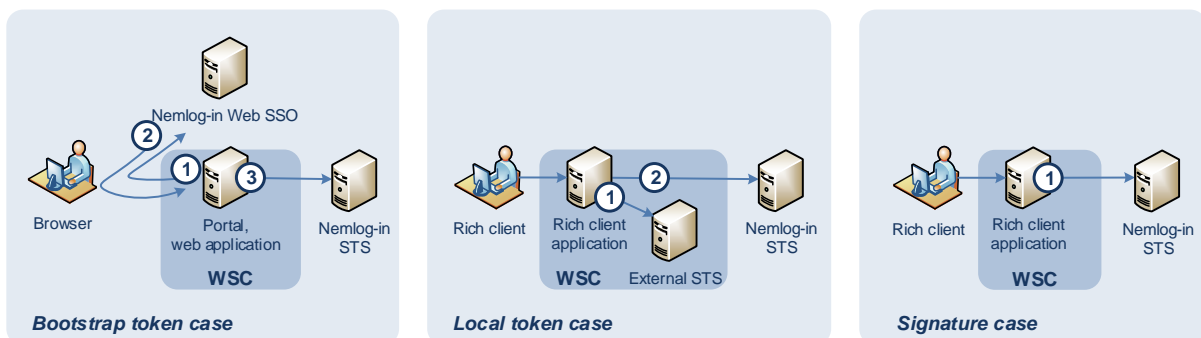 Nemlog-in Web SSO
2
1
3
Browser
Portal,
web application
Nemlog-in
STS
WSC
Bootstrap token case
2
1
Rich client
Rich client
application
Nemlog-in
STS
WSC
External STS
Local token case
1
Rich client
Rich client
application
Nemlog-in
STS
WSC
Signature case